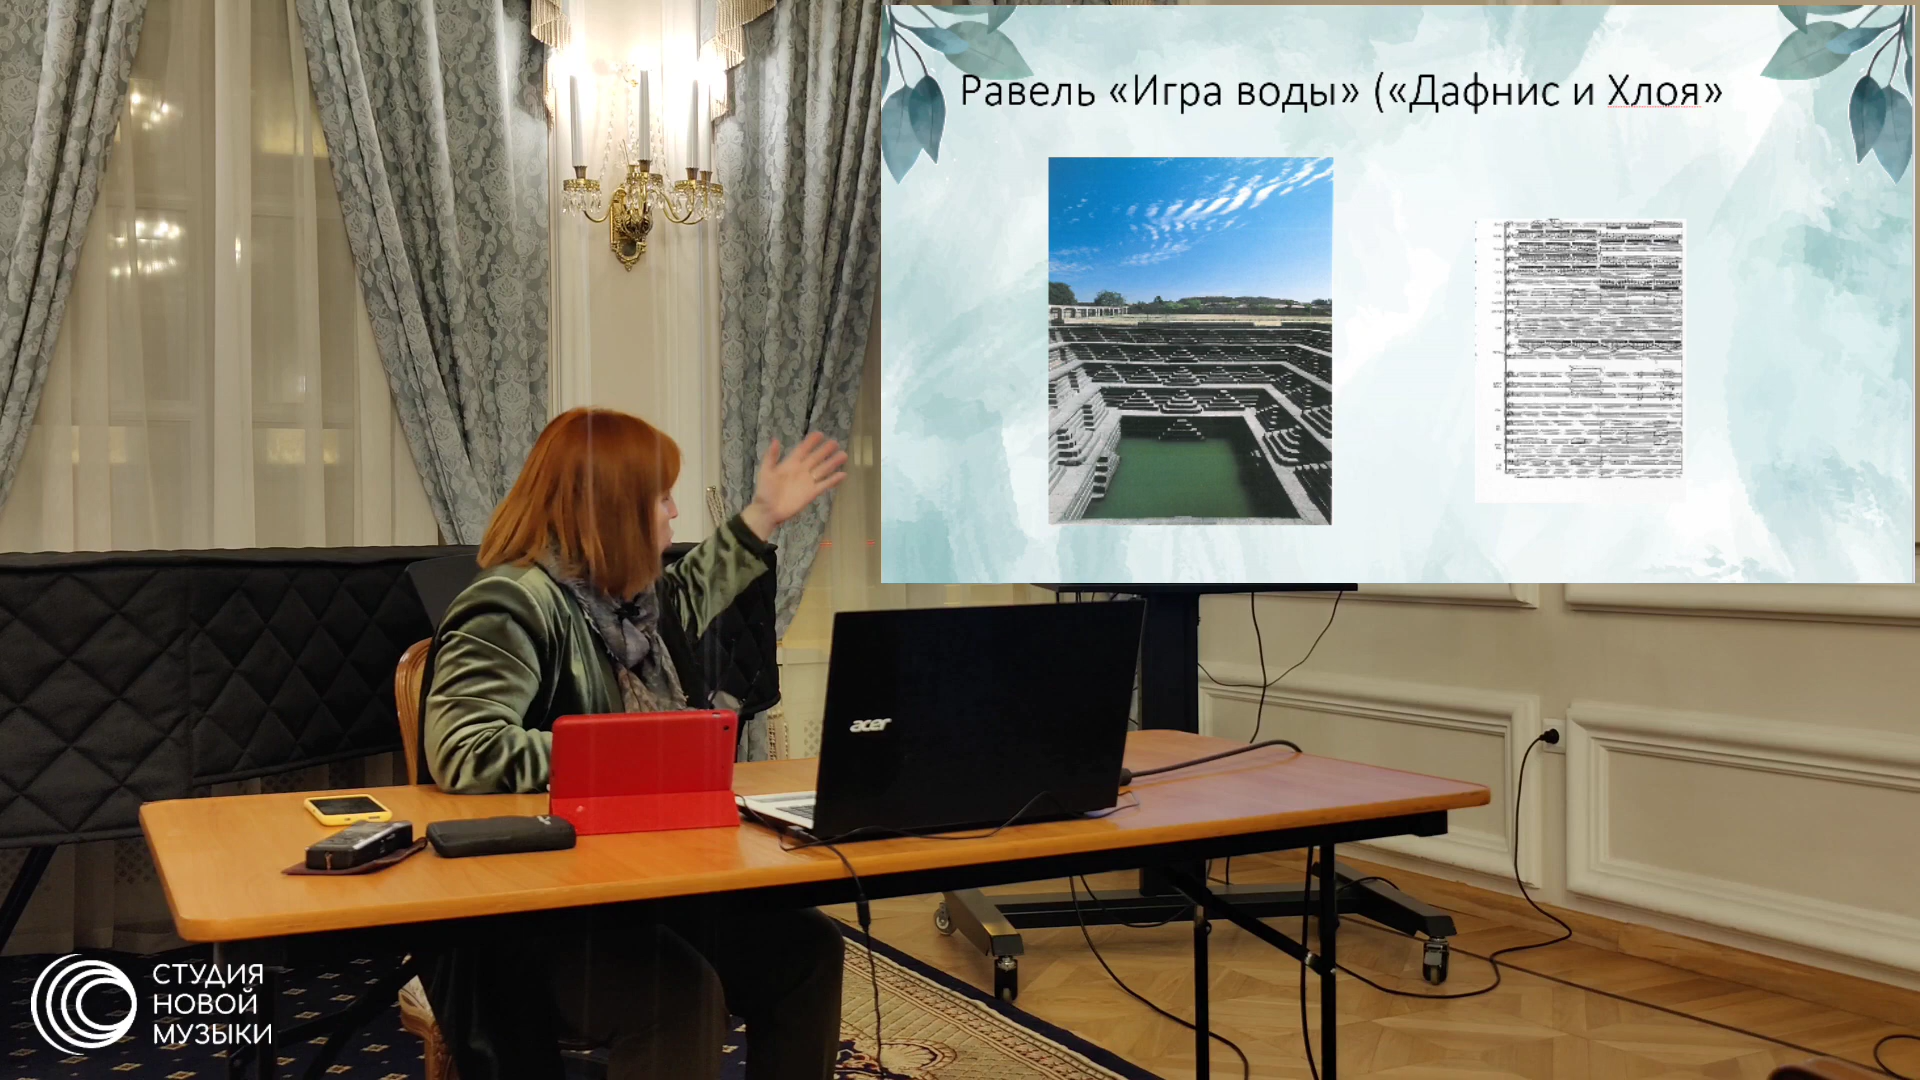 Равель «Игра воды» («Дафнис и Хлоя»
acer
СТУДИЯ
НОВОЙ
МУЗЫКИ